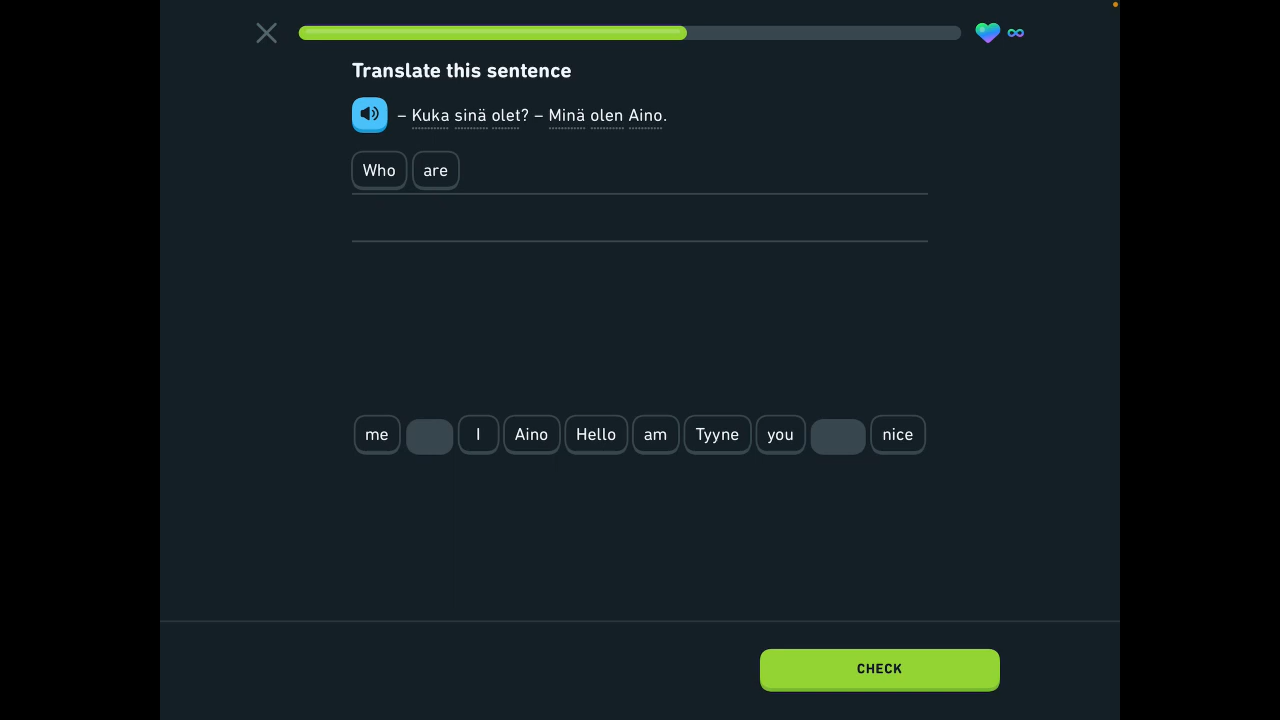 Translate this sentence
– Kuka sinä olet? – Minä olen Aino.
Who are
me I Aino Hello am Tyyne you nice
CHECK